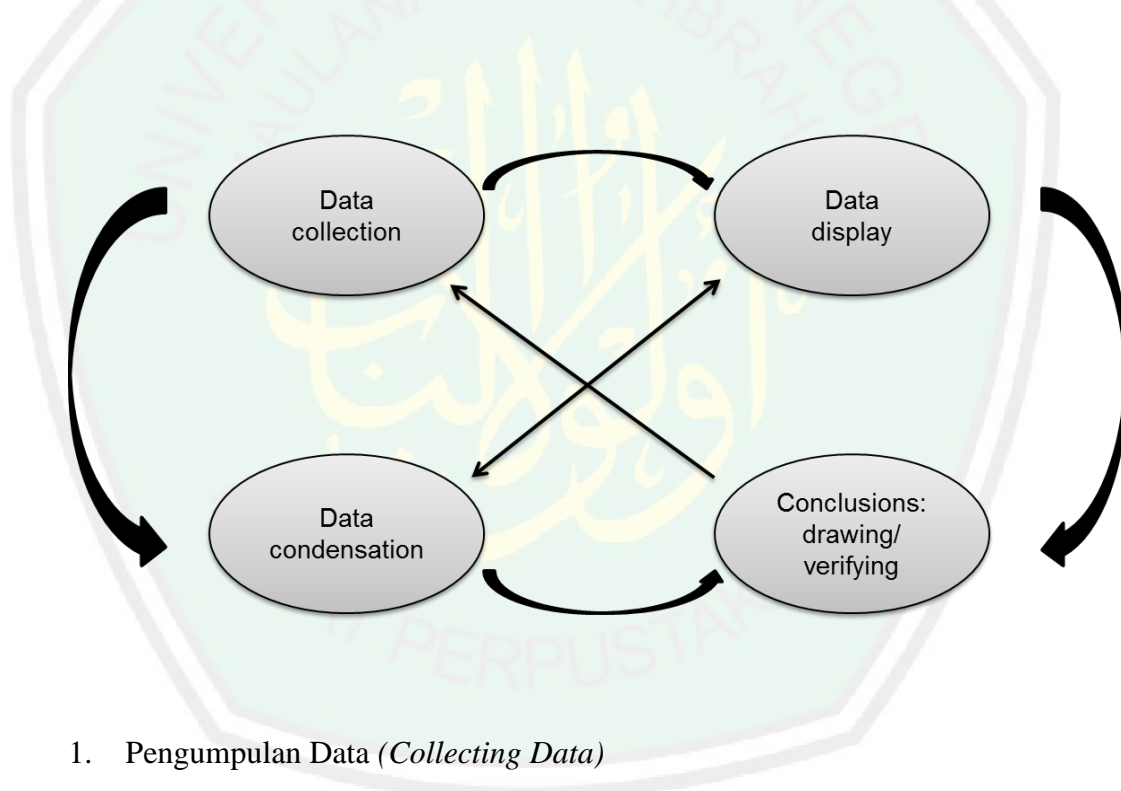 Data
collection
Data
display
Data
condensation
Conclusions:
drawing/
verifying
1. Pengumpulan Data (Collecting Data)